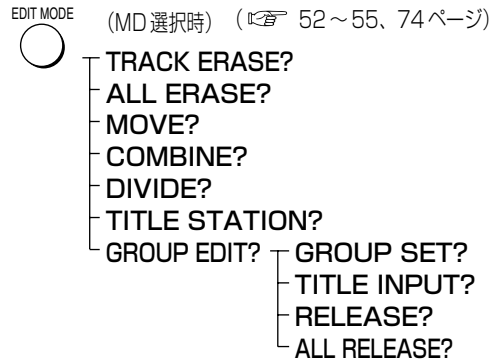 EDIT MODE (MD選択時) (☞ 52～55、74ページ)
TRACK ERASE?
ALL ERASE?
MOVE?
COMBINE?
DIVIDE?
TITLE STATION?
GROUP EDIT? GROUP SET?
TITLE INPUT?
RELEASE?
ALL RELEASE?